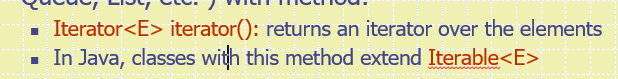 Queue, List, etc. ) with method:
▪ Iterator<E> iterator(): returns an iterator over the elements
▪ In Java, classes with this method extend Iterable<E>